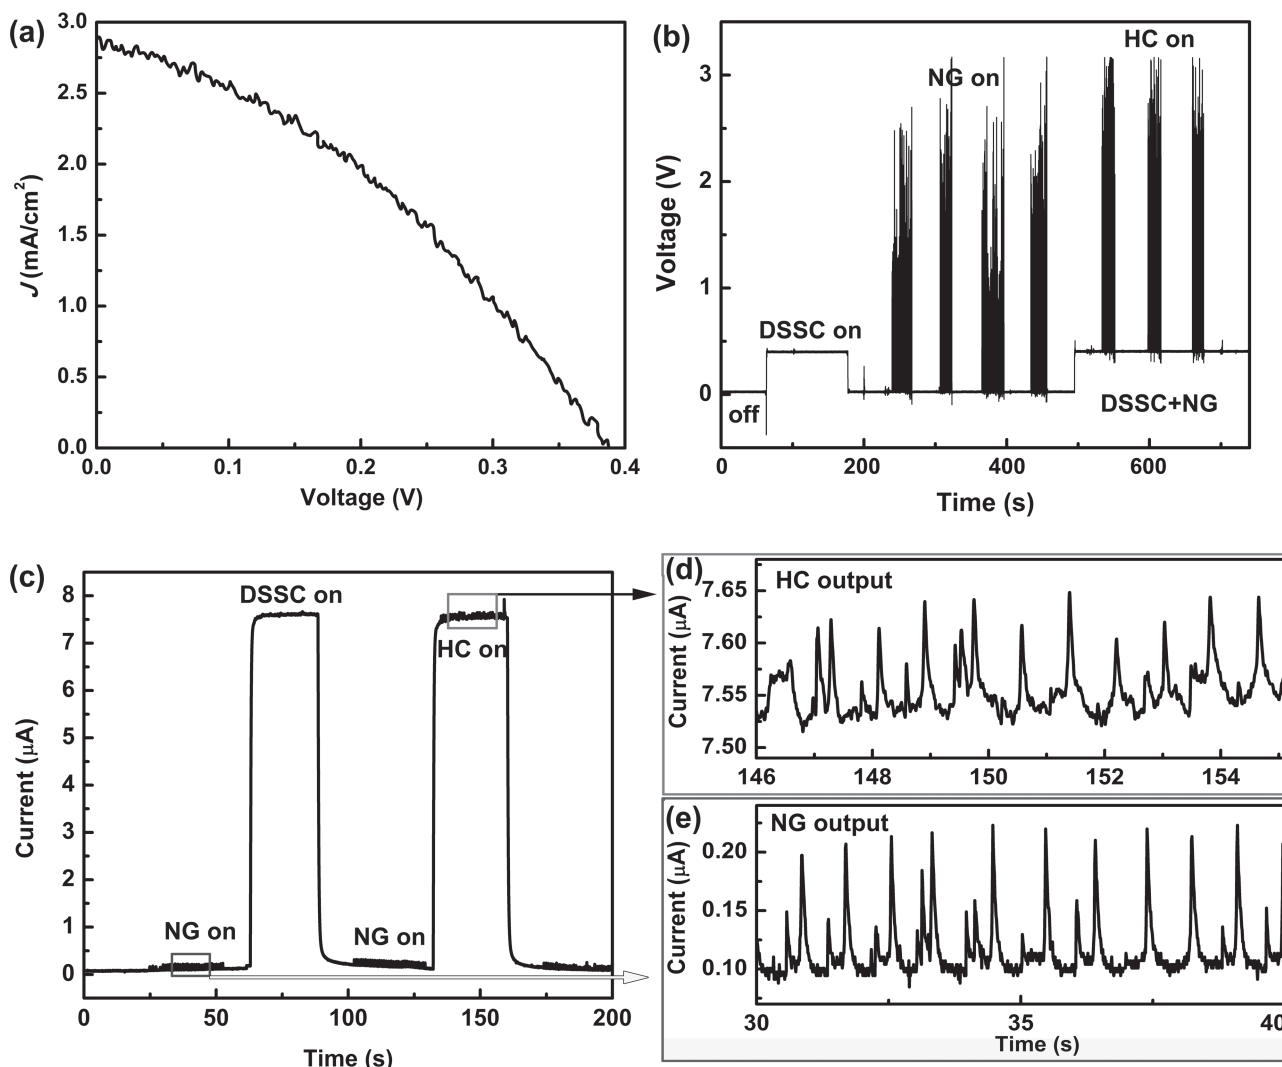 (a)
3.0
2.5
2.0
1.5
1.0
0.5
0.0
J (mA/cm²)
0.0 0.1 0.2 0.3 0.4
Voltage (V)
(b)
HC on
NG on
DSSC on
off
DSSC+NG
3
2
1
0
Voltage (V)
0 200 400 600
Time (s)
(c)
8
7
6
5
4
3
2
1
0
Current (μA)
DSSC on
HC on
NG on
NG on
0 50 100 150 200
Time (s)
(d)
HC output
7.65
7.60
7.55
7.50
Current (μA)
146 148 150 152 154
(e)
NG output
0.20
0.15
0.10
Current (μA)
30 35 40
Time (s)